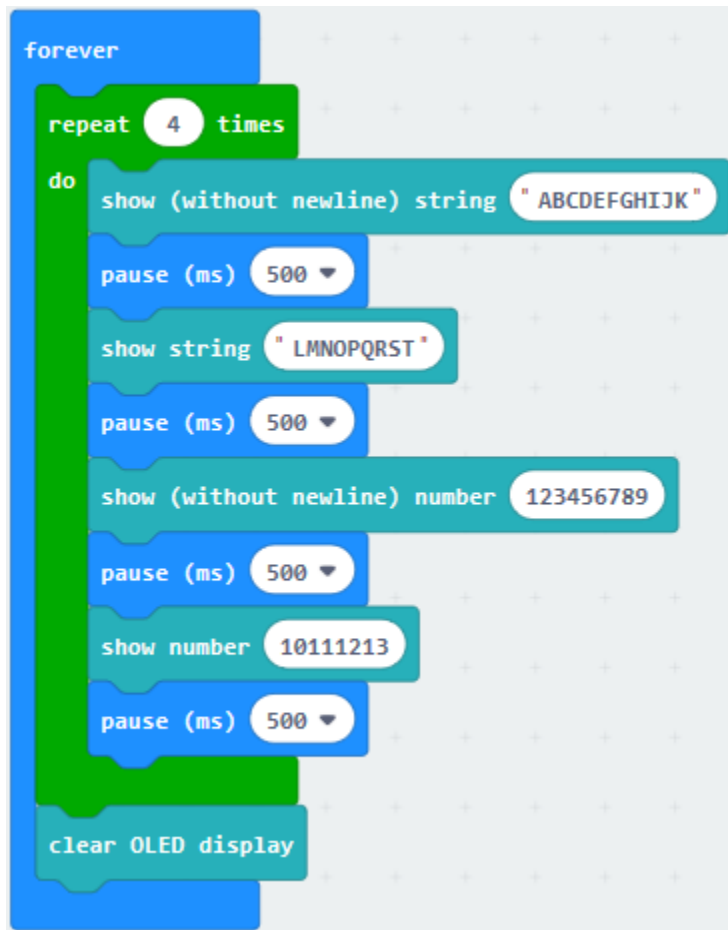 forever
repeat 4 times
do
show (without newline) string "ABCDEFGHIJK"
pause (ms) 500
show string "LMNOPQRST"
pause (ms) 500
show (without newline) number 123456789
pause (ms) 500
show number 10111213
pause (ms) 500
clear OLED display